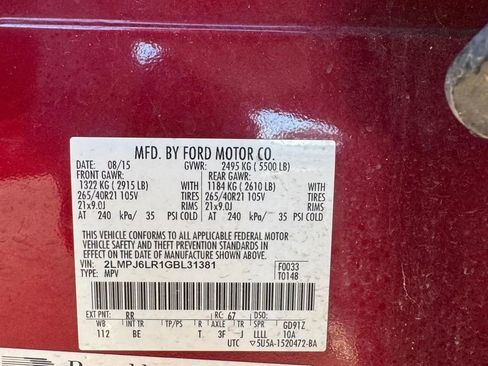 MFD. BY FORD MOTOR CO.
DATE: 08/15 GVWR: 2495 KG ( 5500 LB)
FRONT GAWR: REAR GAWR:
1322 KG ( 2915 LB) WITH 1184 KG ( 2610 LB) WITH
265/40R21 105V TIRES 265/40R21 105V TIRES
21x9.0J RIMS 21x9.0J RIMS
AT 240 kPa/ 35 PSI COLD AT 240 kPa/ 35 PSI COLD
THIS VEHICLE CONFORMS TO ALL APPLICABLE FEDERAL MOTOR
VEHICLE SAFETY AND THEFT PREVENTION STANDARDS IN
EFFECT ON THE DATE OF MANUFACTURE SHOWN ABOVE.
VIN: 2LMPJ6LR1GBL31381 F0033
TYPE: MPV T0148
EXT PNT: RR RC: 67 DSO:
WB INT TR TP/PS R AXLE TR SPR GD91Z
112 BE T 3F J LLLL 10A
UTC ▽5U5A-1520472-BA